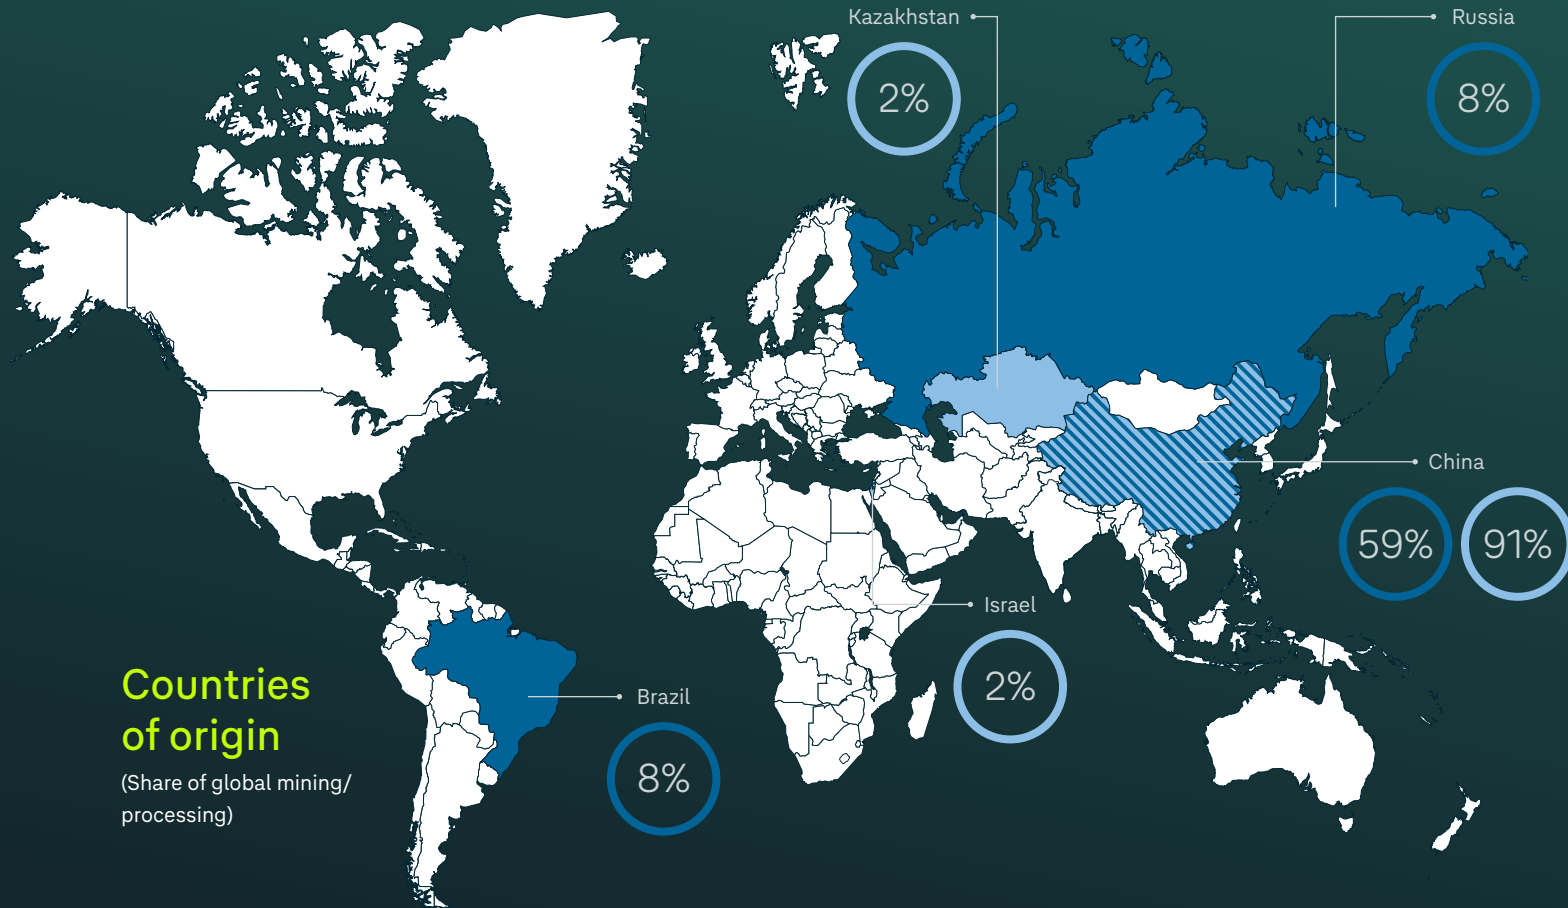 Kazakhstan
2%
Russia
8%
China
59%
91%
Israel
2%
Brazil
8%
Countries
of origin
(Share of global mining/
processing)